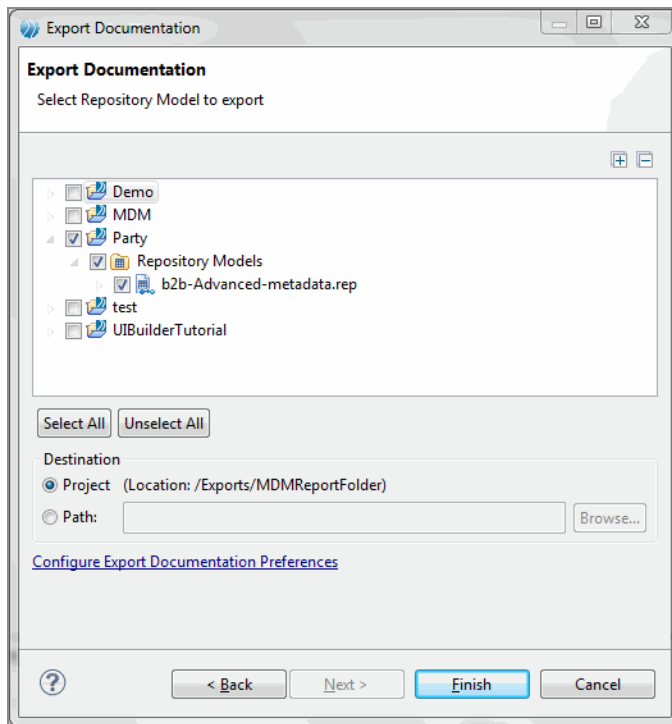 Export Documentation
Export Documentation
Select Repository Model to export
Demo
MDM
Party
Repository Models
b2b-Advanced-metadata.rep
test
UIBuilderTutorial
Select All Unselect All
Destination
Project (Location: /Exports/MDMReportFolder)
Path: Browse...
Configure Export Documentation Preferences
? < Back Next > Finish Cancel